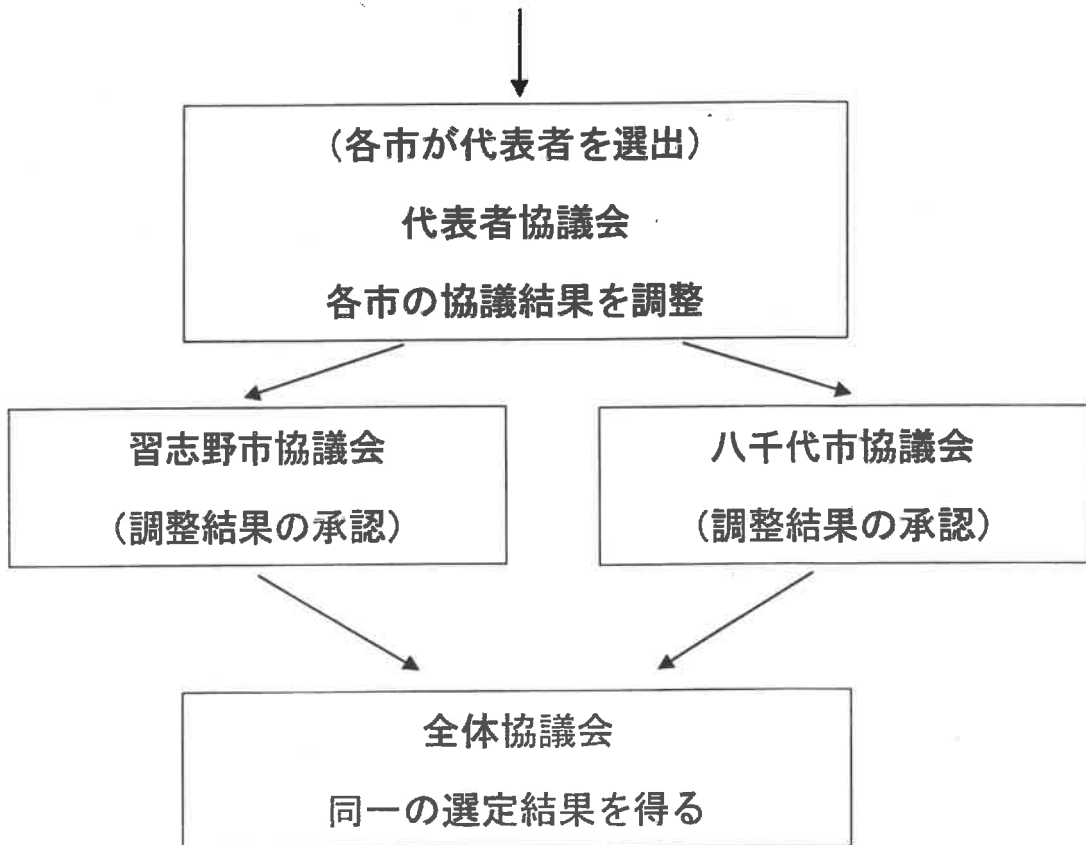 (各市が代表者を選出)
代表者協議会
各市の協議結果を調整
習志野市協議会
(調整結果の承認)
八千代市協議会
(調整結果の承認)
全体協議会
同一の選定結果を得る